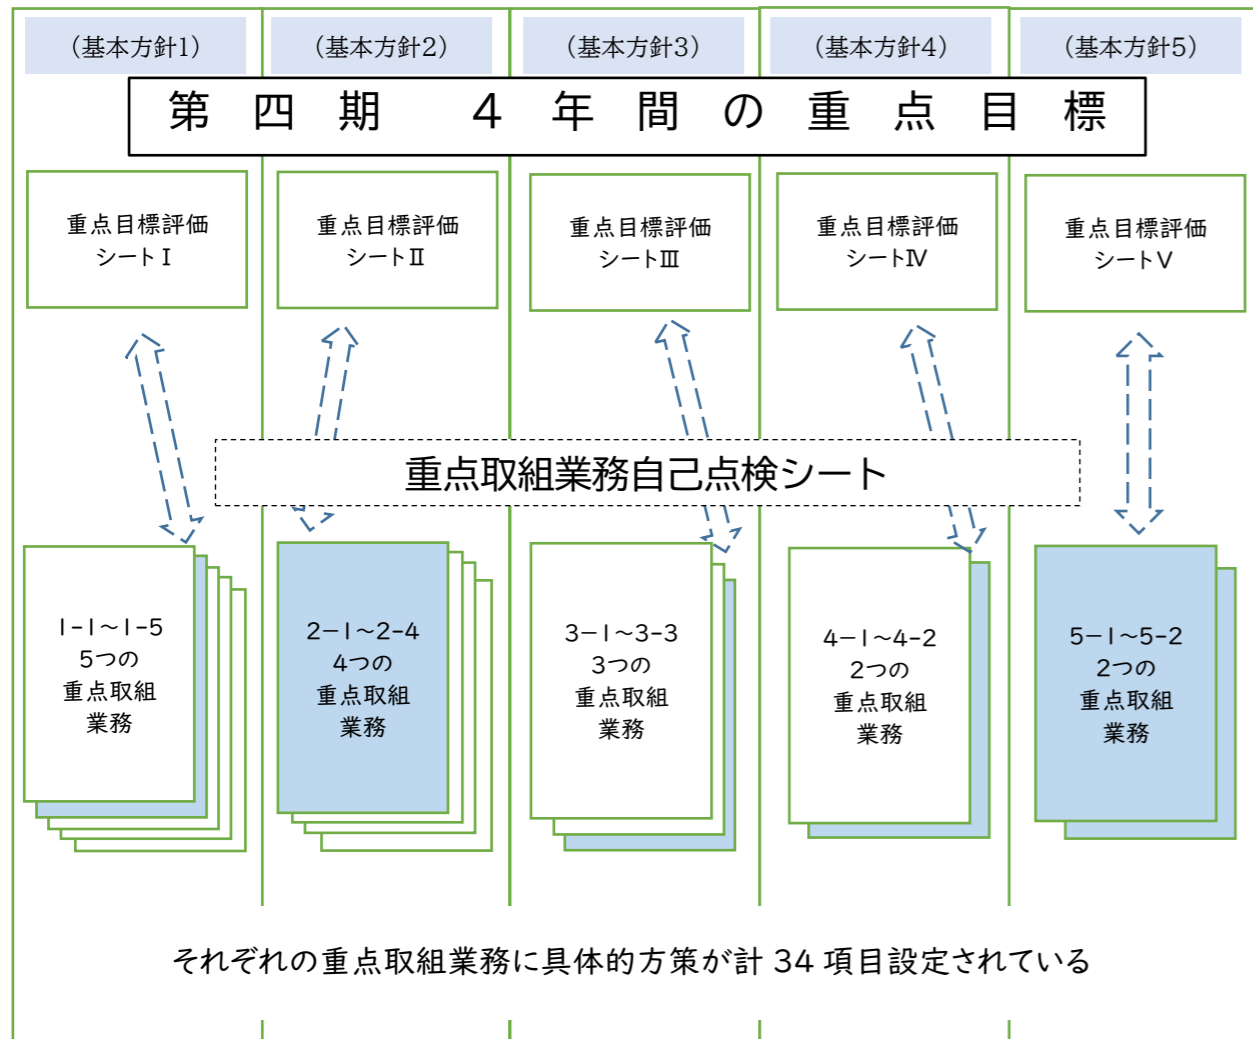 （基本方針1）
（基本方針2）
（基本方針3）
（基本方針4）
（基本方針5）
第四期 4年間の重点目標
重点目標評価
シートⅠ
重点目標評価
シートⅡ
重点目標評価
シートⅢ
重点目標評価
シートⅣ
重点目標評価
シートⅤ
重点取組業務自己点検シート
1-1～1-5
5つの
重点取組
業務
2－1～2-4
4つの
重点取組
業務
3－1～3-3
3つの
重点取組
業務
4－1～4-2
2つの
重点取組
業務
5－1～5-2
2つの
重点取組
業務
それぞれの重点取組業務に具体的方策が計 34 項目設定されている